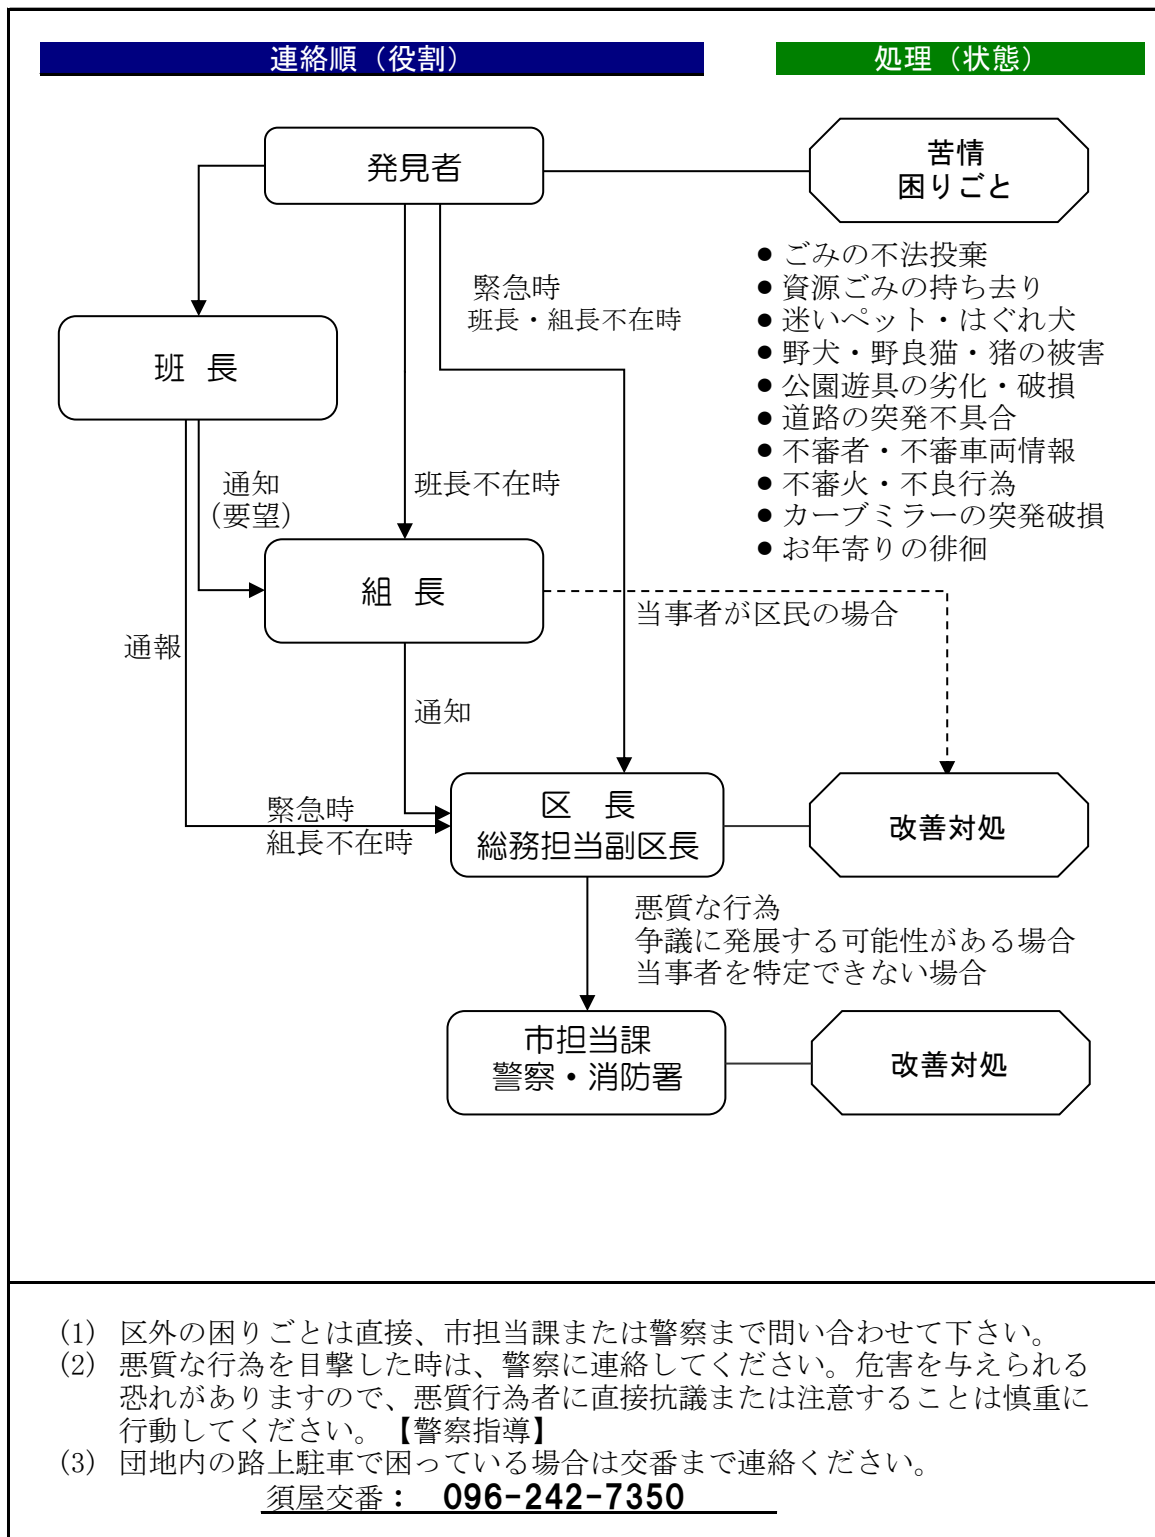 連絡順（役割）
処理（状態）
発見者
苦情
困りごと
● ごみの不法投棄
● 資源ごみの持ち去り
● 迷いペット・はぐれ犬
● 野犬・野良猫・猪の被害
● 公園遊具の劣化・破損
● 道路の突発不具合
● 不審者・不審車両情報
● 不審火・不良行為
● カーブミラーの突発破損
● お年寄りの徘徊
緊急時
班長・組長不在時
班 長
通知
（要望）
班長不在時
組 長
当事者が区民の場合
通報
通知
緊急時
組長不在時
区 長
総務担当副区長
改善対処
悪質な行為
争議に発展する可能性がある場合
当事者を特定できない場合
市担当課
警察・消防署
改善対処
(1) 区外の困りごとは直接、市担当課または警察まで問い合わせて下さい。
(2) 悪質な行為を目撃した時は、警察に連絡してください。危害を与えられる
恐れがありますので、悪質行為者に直接抗議または注意することは慎重に
行動してください。【警察指導】
(3) 団地内の路上駐車で困っている場合は交番まで連絡ください。
須屋交番： 096-242-7350